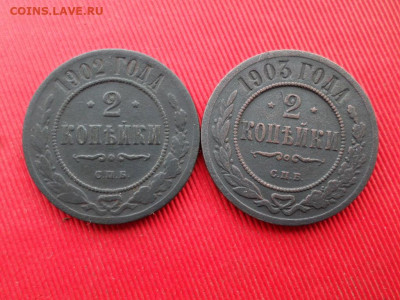 COINS.LAVE.RU
1902 ГОДА
* 2 *
КОПѢЙКИ
С.П.Б.
1903 ГОДА
* 2 *
КОПѢЙКИ
С.П.Б.